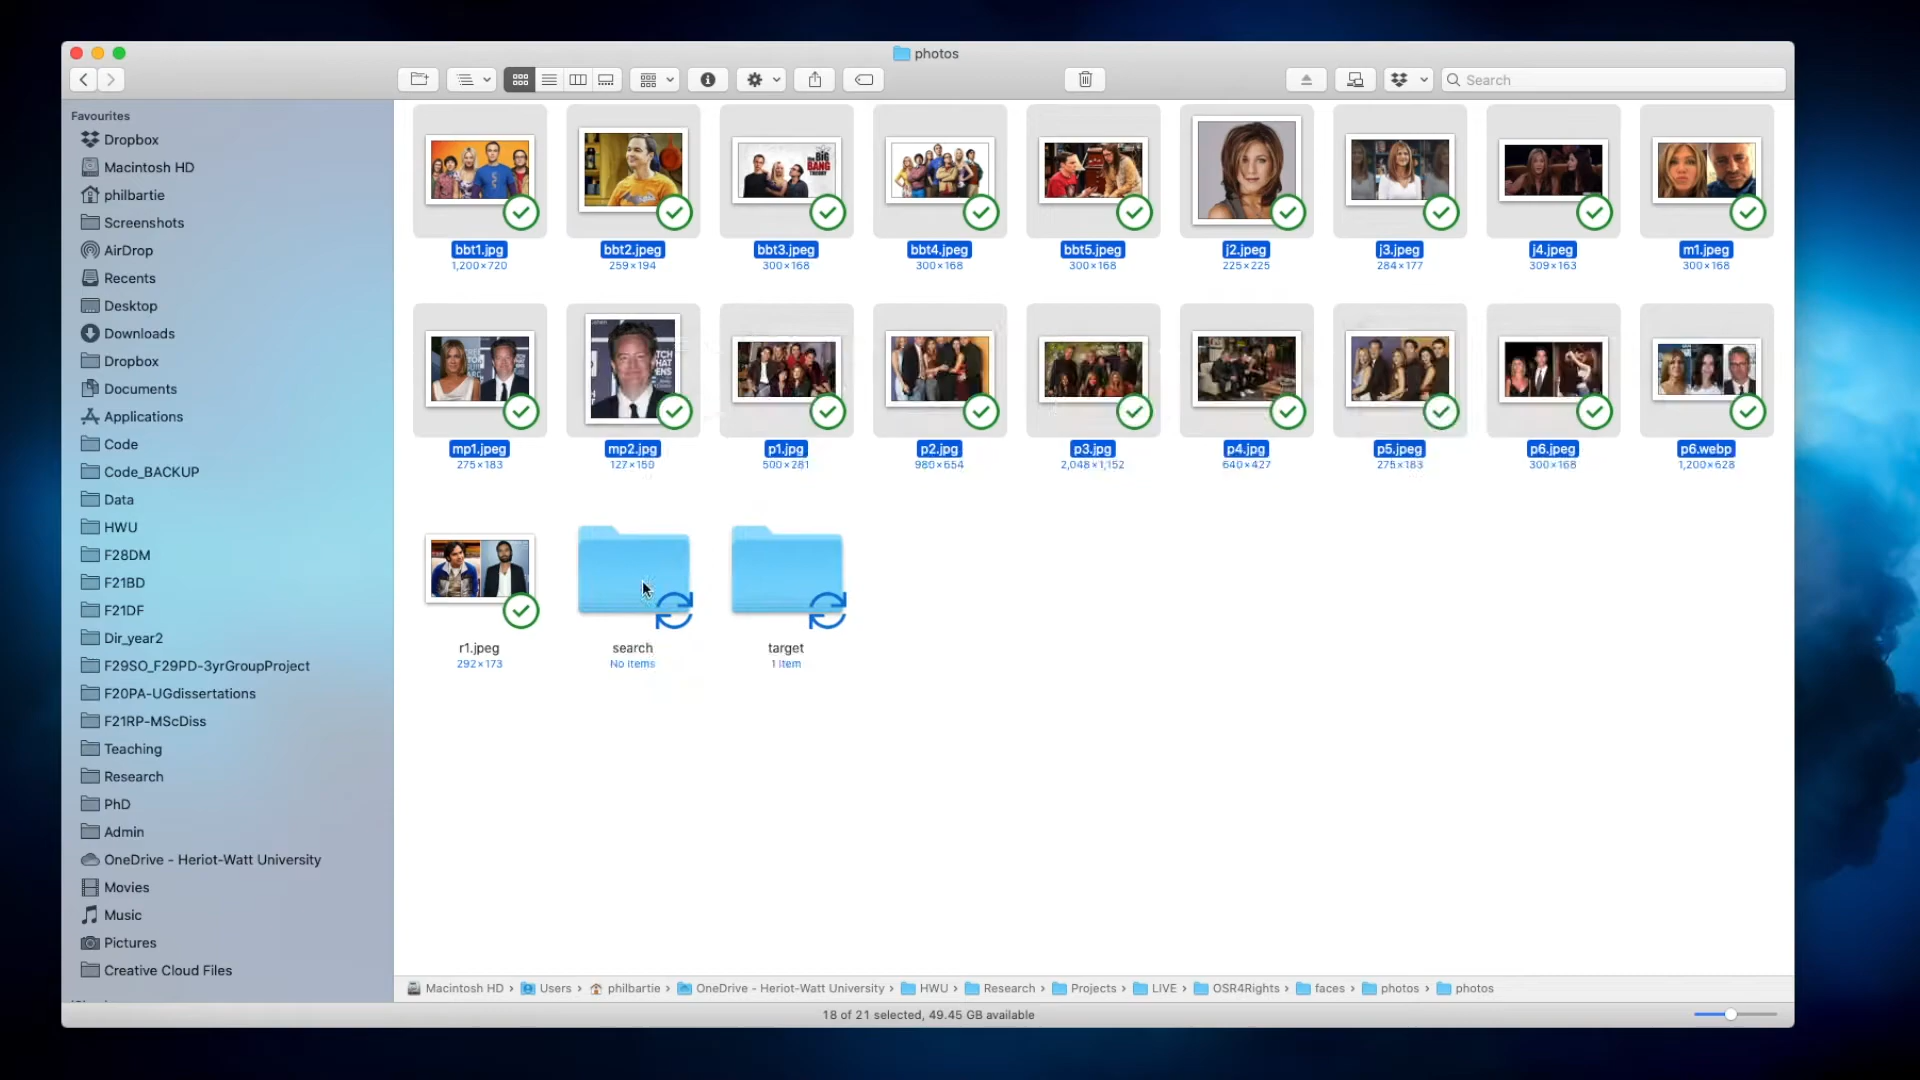 photos
Search
Favourites
Dropbox
Macintosh HD
philbartie
Screenshots
AirDrop
Recents
Desktop
Downloads
Dropbox
Documents
Applications
Code
Code_BACKUP
Data
HWU
F28DM
F21BD
F21DF
Dir_year2
F29SO_F29PD-3yrGroupProject
F20PA-UGdissertations
F21RP-MScDiss
Teaching
Research
PhD
Admin
OneDrive - Heriot-Watt University
Movies
Music
Pictures
Creative Cloud Files
BIG BANG
THEORY
bbt1.jpg bbt2.jpeg bbt3.jpeg bbt4.jpeg bbt5.jpeg j2.jpeg j3.jpeg j4.jpeg m1.jpeg
1,200×720 259×194 300×168 300×168 300×168 225×225 284×177 309×163 300×168
mp1.jpeg mp2.jpg p1.jpg p2.jpg p3.jpg p4.jpg p5.jpeg p6.jpeg p6.webp
275×183 127×159 500×281 980×654 2,048×1,152 640×427 275×183 300×168 1,200×628
r1.jpeg search target
292×173 No items 1 item
Macintosh HD › Users › philbartie › OneDrive - Heriot-Watt University › HWU › Research › Projects › LIVE › OSR4Rights › faces › photos › photos
18 of 21 selected, 49.45 GB available